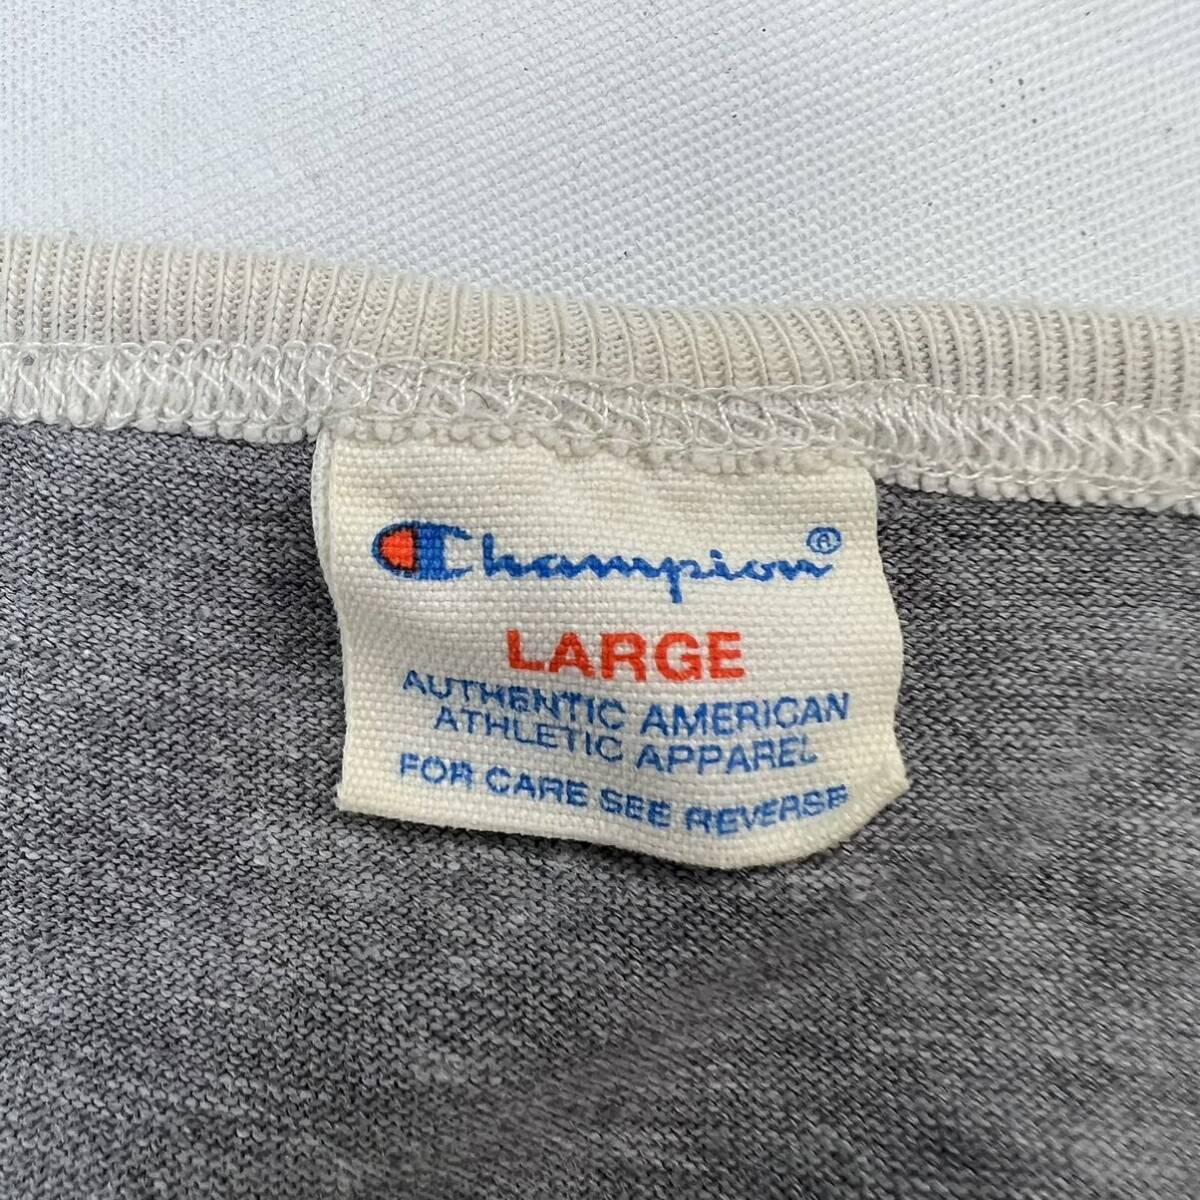 Champion®
LARGE
AUTHENTIC AMERICAN
ATHLETIC APPAREL
FOR CARE SEE REVERSE